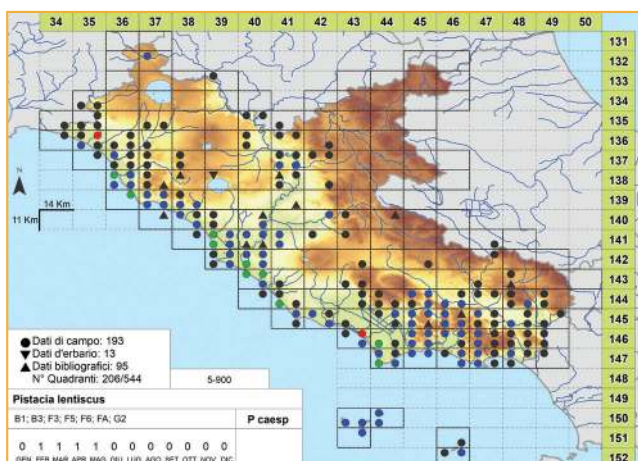 34 35 36 37 38 39 40 41 42 43 44 45 46 47 48 49 50
131
132
133
134
135
136
137
138
139
140
141
142
143
144
145
146
147
148
149
150
151
152
N
14 Km
11 Km
Dati di campo: 193
Dati d'erbario: 13
Dati bibliografici: 95
N° Quadranti: 206/544
5-900
Pistacia lentiscus
B1; B3; F3; F5; F6; FA; G2
P caesp
0 1 1 1 1 0 0 0 0 0 0 0
GEN FEB MAR APR MAG GIU LUG AGO SET OTT NOV DIC